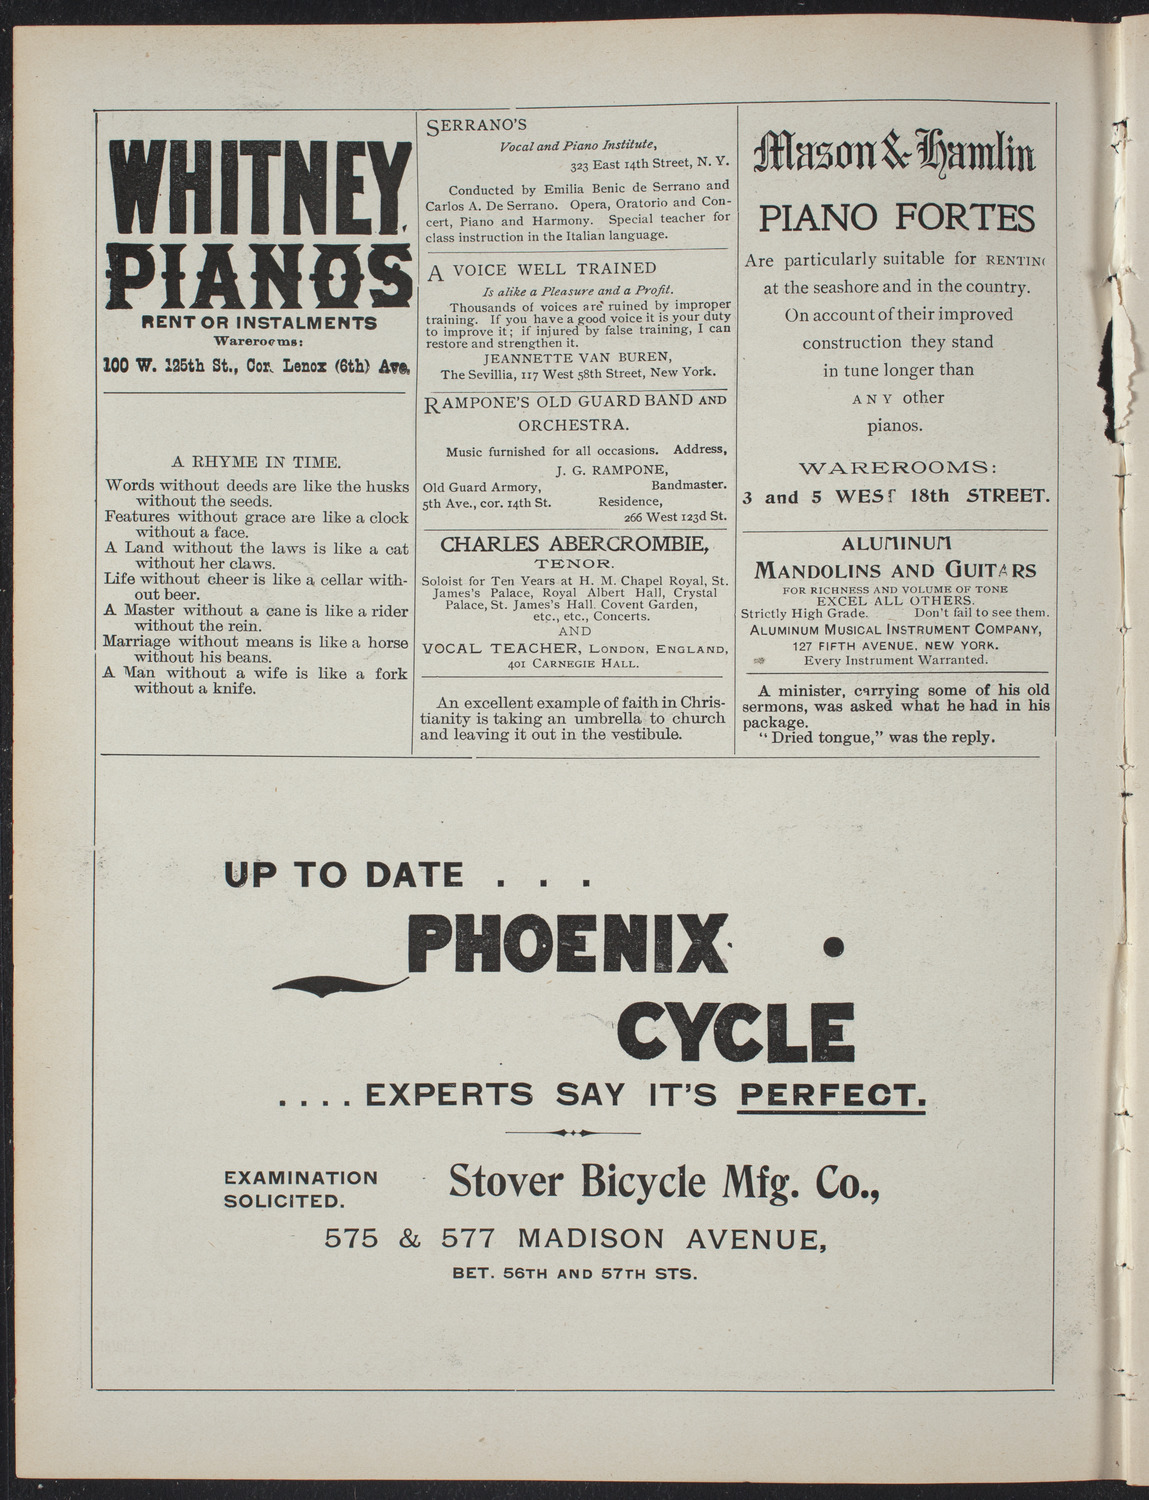 WHITNEY
PIANOS
RENT OR INSTALMENTS
Warerooms:
100 W. 125th St., Cor. Lenox (6th) Ave.
A RHYME IN TIME.
Words without deeds are like the husks
without the seeds.
Features without grace are like a clock
without a face.
A Land without the laws is like a cat
without her claws.
Life without cheer is like a cellar with-
out beer.
A Master without a cane is like a rider
without the rein.
Marriage without means is like a horse
without his beans.
A Man without a wife is like a fork
without a knife.
SERRANO'S
Vocal and Piano Institute,
323 East 14th Street, N. Y.
Conducted by Emilia Benic de Serrano and
Carlos A. De Serrano. Opera, Oratorio and Con-
cert, Piano and Harmony. Special teacher for
class instruction in the Italian language.
A VOICE WELL TRAINED
Is alike a Pleasure and a Profit.
Thousands of voices are ruined by improper
training. If you have a good voice it is your duty
to improve it; if injured by false training, I can
restore and strengthen it.
JEANNETTE VAN BUREN,
The Sevillia, 117 West 58th Street, New York.
RAMPONE'S OLD GUARD BAND AND
ORCHESTRA.
Music furnished for all occasions. Address,
J. G. RAMPONE,
Old Guard Armory, Bandmaster.
5th Ave., cor. 14th St. Residence,
266 West 123d St.
CHARLES ABERCROMBIE,
TENOR.
Soloist for Ten Years at H. M. Chapel Royal, St.
James's Palace, Royal Albert Hall, Crystal
Palace, St. James's Hall. Covent Garden,
etc., etc., Concerts.
AND
VOCAL TEACHER, LONDON, ENGLAND,
401 CARNEGIE HALL.
An excellent example of faith in Chris-
tianity is taking an umbrella to church
and leaving it out in the vestibule.
Mason & Hamlin
PIANO FORTES
Are particularly suitable for RENTING
at the seashore and in the country.
On account of their improved
construction they stand
in tune longer than
ANY other
pianos.
WAREROOMS:
3 and 5 WEST 18th STREET.
ALUMINUM
MANDOLINS AND GUITARS
FOR RICHNESS AND VOLUME OF TONE
EXCEL ALL OTHERS.
Strictly High Grade. Don't fail to see them.
ALUMINUM MUSICAL INSTRUMENT COMPANY,
127 FIFTH AVENUE, NEW YORK.
Every Instrument Warranted.
A minister, carrying some of his old
sermons, was asked what he had in his
package.
"Dried tongue," was the reply.
UP TO DATE . . .
PHOENIX
CYCLE
. . . . EXPERTS SAY IT'S PERFECT.
EXAMINATION
SOLICITED.
Stover Bicycle Mfg. Co.,
575 & 577 MADISON AVENUE,
BET. 56TH AND 57TH STS.